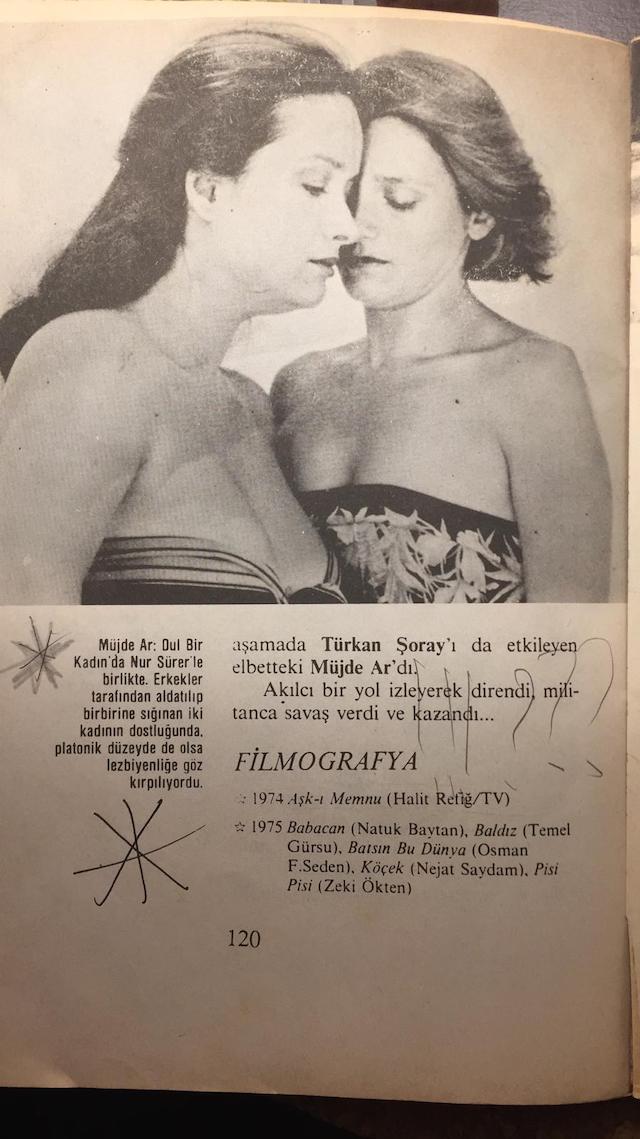 Müjde Ar: Dul Bir
Kadın'da Nur Sürer'le
birlikte. Erkekler
tarafından aldatılıp
birbirine sığınan iki
kadının dostluğunda,
platonik düzeyde de olsa
lezbiyenliğe göz
kırpılıyordu.
aşamada Türkan Şoray'ı da etkileyen
elbetteki Müjde Ar'dı.
Akılcı bir yol izleyerek direndi, mili-
tanca savaş verdi ve kazandı...
FİLMOGRAFYA
☆ 1974 Aşk-ı Memnu (Halit Refiğ/TV)
☆ 1975 Babacan (Natuk Baytan), Baldız (Temel
Gürsu), Batsın Bu Dünya (Osman
F.Seden), Köçek (Nejat Saydam), Pisi
Pisi (Zeki Ökten)
120